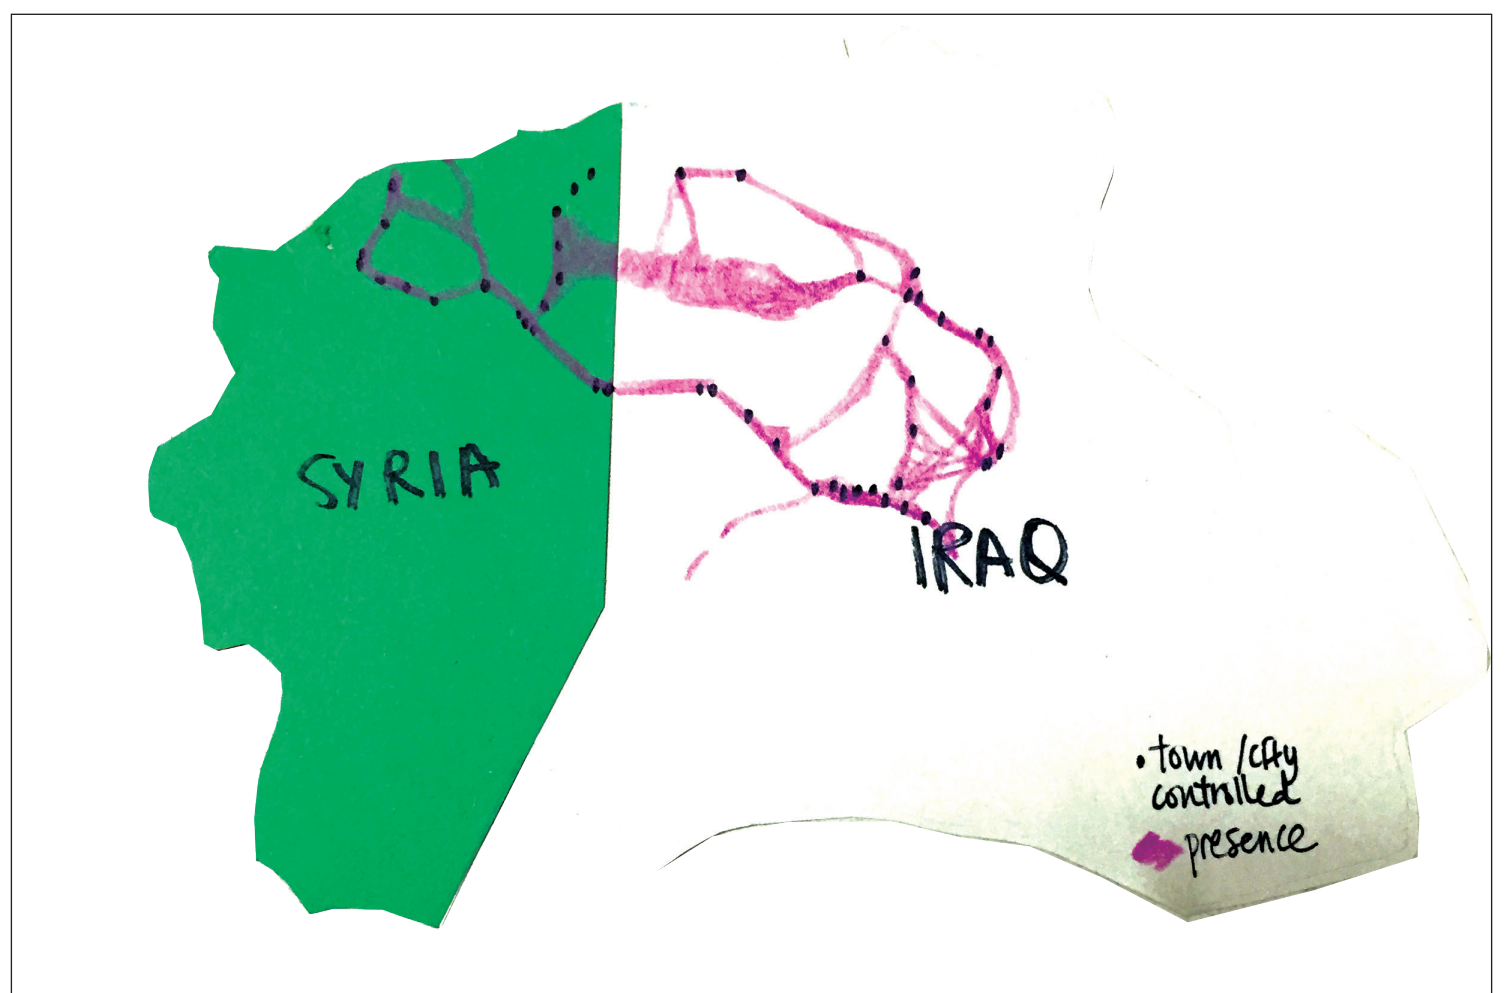 SYRIA
IRAQ
• town / city
controlled
presence